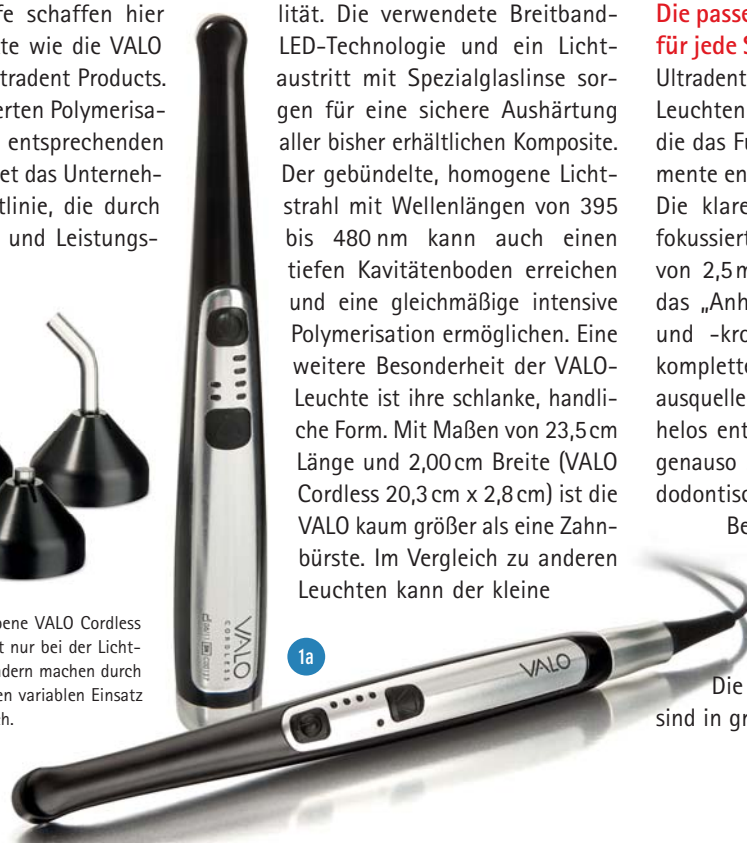 fe schaffen hier
te wie die VALO
tradent Products.
erten Polymerisa-
entsprechenden
et das Unterneh-
tlinie, die durch
und Leistungs-
ene VALO Cordless
t nur bei der Licht-
ndern machen durch
en variablen Einsatz
ch.
VALO
CORDLESS
lität. Die verwendete Breitband-
LED-Technologie und ein Licht-
austritt mit Spezialglaslinse sor-
gen für eine sichere Aushärtung
aller bisher erhältlichen Komposite.
Der gebündelte, homogene Licht-
strahl mit Wellenlängen von 395
bis 480 nm kann auch einen
tiefen Kavitätenboden erreichen
und eine gleichmäßige intensive
Polymerisation ermöglichen. Eine
weitere Besonderheit der VALO-
Leuchte ist ihre schlanke, handli-
che Form. Mit Maßen von 23,5 cm
Länge und 2,00 cm Breite (VALO
Cordless 20,3 cm x 2,8 cm) ist die
VALO kaum größer als eine Zahn-
bürste. Im Vergleich zu anderen
Leuchten kann der kleine
1a
VALO
Die passe
für jede S
Ultradent
Leuchten
die das Fu
mente en
Die klare
fokussiert
von 2,5 m
das „Anh
und -kro
komplette
ausquelle
helos ent
genauso
dodontisc
Be
Die
sind in gr